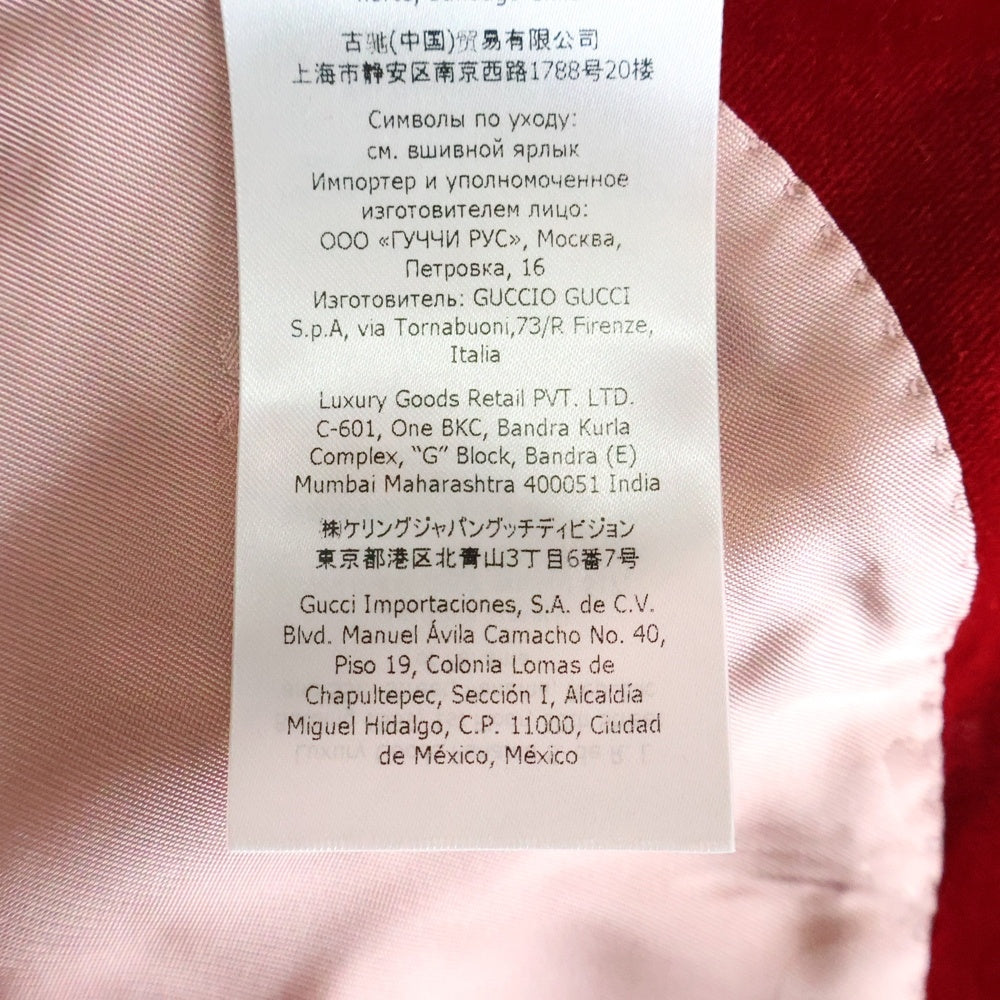 古驰(中国)贸易有限公司
上海市静安区南京西路1788号20楼
Символы по уходу:
см. вшивной ярлык
Импортер и уполномоченное
изготовителем лицо:
ООО «ГУЧЧИ РУС», Москва,
Петровка, 16
Изготовитель: GUCCIO GUCCI
S.p.A, via Tornabuoni,73/R Firenze,
Italia
Luxury Goods Retail PVT. LTD.
C-601, One BKC, Bandra Kurla
Complex, “G” Block, Bandra (E)
Mumbai Maharashtra 400051 India
㈱ケリングジャパングッチディビジョン
東京都港区北青山3丁目6番7号
Gucci Importaciones, S.A. de C.V.
Blvd. Manuel Ávila Camacho No. 40,
Piso 19, Colonia Lomas de
Chapultepec, Sección I, Alcaldía
Miguel Hidalgo, C.P. 11000, Ciudad
de México, México